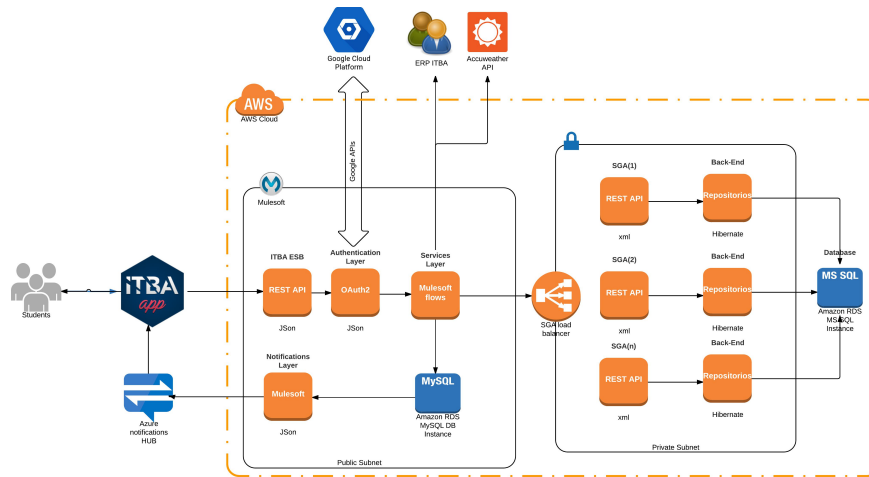 Google Cloud
Platform
ERP ITBA
Accuweather
API
AWS
AWS Cloud
Google APIs
Mulesoft
ITBA ESB
REST API
JSon
Authentication
Layer
OAuth2
JSon
Services
Layer
Mulesoft
flows
Students
iTBA
app
SGA load
balancer
SGA(1)
REST API
xml
Back-End
Repositorios
Hibernate
SGA(2)
REST API
xml
Back-End
Repositorios
Hibernate
SGA(n)
REST API
xml
Back-End
Repositorios
Hibernate
Database
MS SQL
Amazon RDS
MS SQL
Instance
Notifications
Layer
Mulesoft
JSon
MySQL
Amazon RDS
MySQL DB
Instance
Azure
notifications
HUB
Public Subnet
Private Subnet